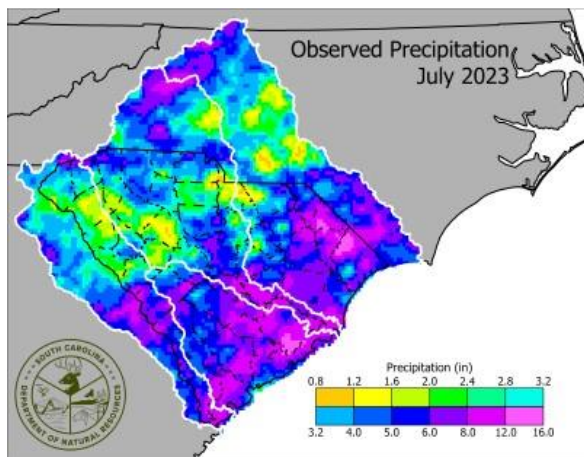 Observed Precipitation
July 2023
SOUTH CAROLINA
DEPARTMENT OF NATURAL RESOURCES
Precipitation (in)
0.8 1.2 1.6 2.0 2.4 2.8 3.2
3.2 4.0 5.0 6.0 8.0 12.0 16.0